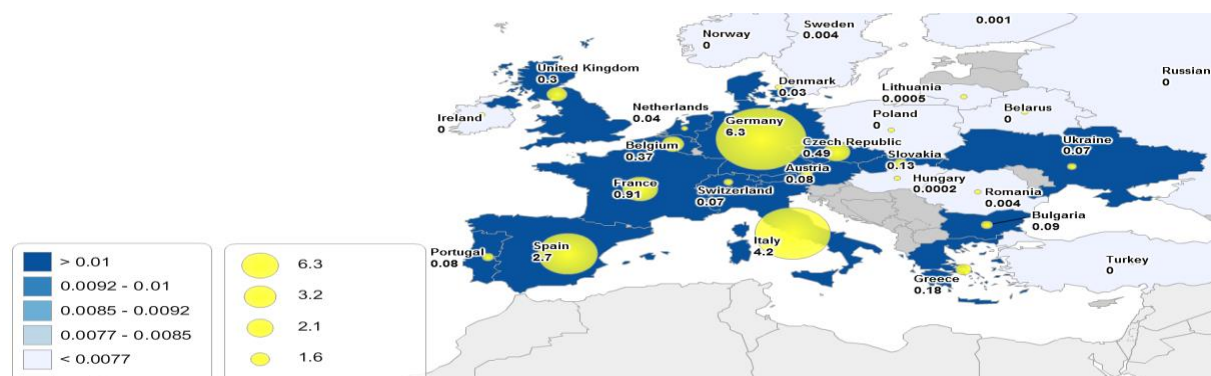 0.001
Sweden
0.004
Norway
0
Russian
0
United Kingdom
0.3
Denmark
0.03
Lithuania
0.0005
Netherlands
0.04
Belarus
0
Ireland
0
Germany
6.3
Poland
0
Ukraine
0.07
Belgium
0.37
Czech Republic
0.49
Slovakia
0.13
Austria
0.08
Hungary
0.0002
France
0.91
Switzerland
0.07
Romania
0.004
Bulgaria
0.09
Portugal
0.08
Spain
2.7
Italy
4.2
Turkey
0
Greece
0.18
> 0.01
0.0092 - 0.01
0.0085 - 0.0092
0.0077 - 0.0085
< 0.0077
6.3
3.2
2.1
1.6